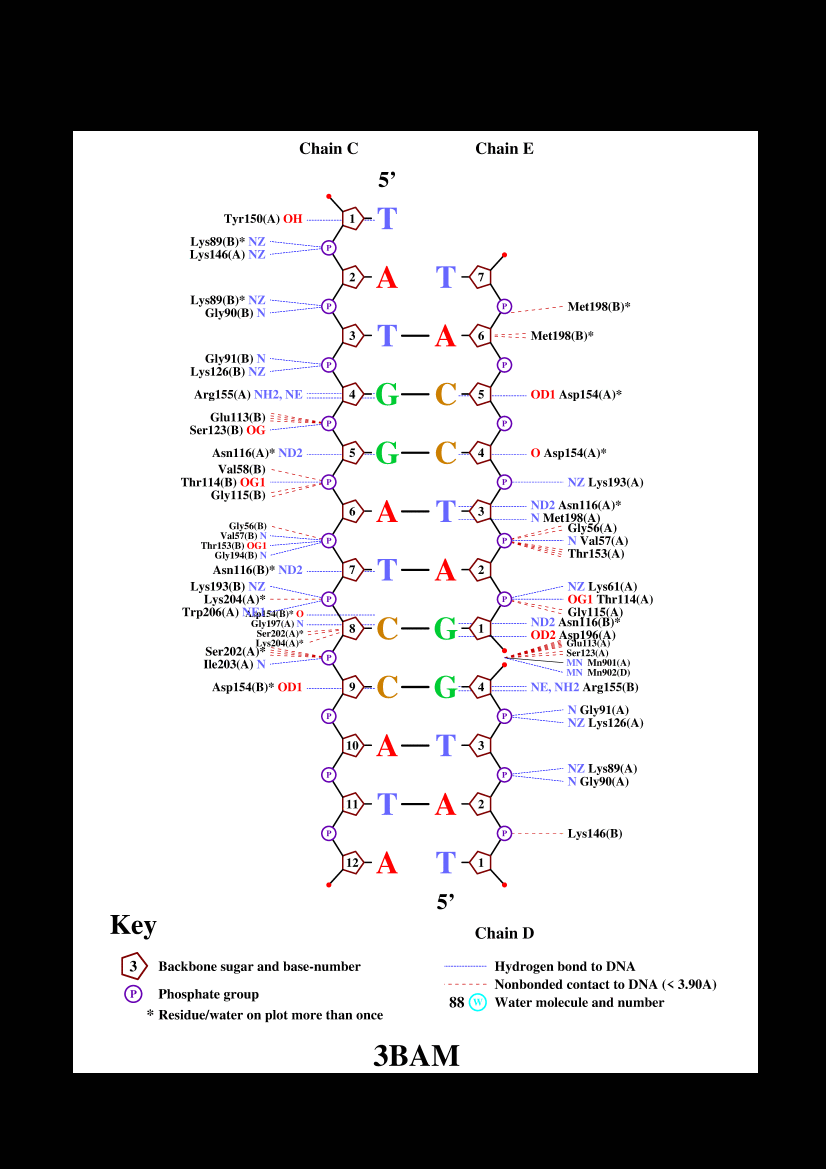 Chain C Chain E
5’
Tyr150(A) OH 1 T
Lys89(B)* NZ P
Lys146(A) NZ
2 A T 7
Lys89(B)* NZ P P Met198(B)*
Gly90(B) N
3 T A 6 Met198(B)*
Gly91(B) N P P
Lys126(B) NZ
Arg155(A) NH2, NE 4 G C 5 OD1 Asp154(A)*
Glu113(B) P P
Ser123(B) OG
Asn116(A)* ND2 5 G C 4 O Asp154(A)*
Val58(B)
Thr114(B) OG1 P P NZ Lys193(A)
Gly115(B)
6 A T 3 ND2 Asn116(A)*
N Met198(A)
Gly56(B) Gly56(A)
Val57(B) N P P N Val57(A)
Thr153(B) OG1 Thr153(A)
Gly194(B) N
Asn116(B)* ND2 7 T A 2
Lys193(B) NZ NZ Lys61(A)
Lys204(A)* P P OG1 Thr114(A)
Trp206(A) NE1 Gly115(A)
Asp154(B)* O ND2 Asn116(B)*
Gly197(A) N 8 C G 1
Ser202(A)* OD2 Asp196(A)
Lys204(A)* Glu113(A)
Ser202(A)* P Ser123(A)
Ile203(A) N MN Mn901(A)
MN Mn902(D)
Asp154(B)* OD1 9 C G 4 NE, NH2 Arg155(B)
P P N Gly91(A)
NZ Lys126(A)
10 A T 3
P P NZ Lys89(A)
N Gly90(A)
11 T A 2
P P Lys146(B)
12 A T 1
5’
Key
Chain D
3 Backbone sugar and base-number
P Phosphate group
* Residue/water on plot more than once
Hydrogen bond to DNA
Nonbonded contact to DNA (< 3.90A)
88 W Water molecule and number
3BAM